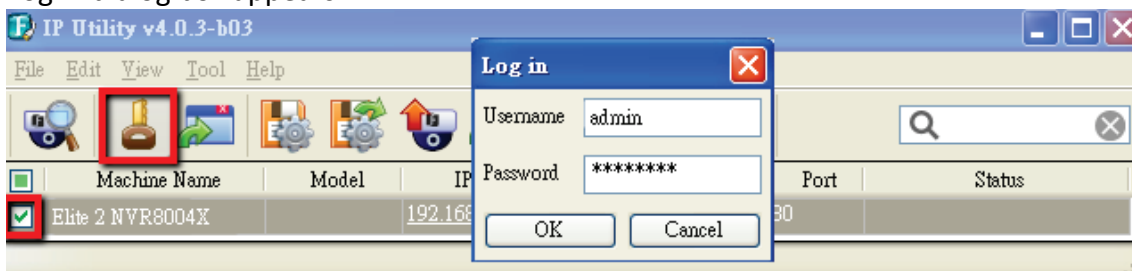 IP Utility v4.0.3-b03
File Edit View Tool Help
Log in
Username admin
Password ********
OK Cancel
Machine Name Model IP Port Status
Elite 2 NVR8004X 192.168